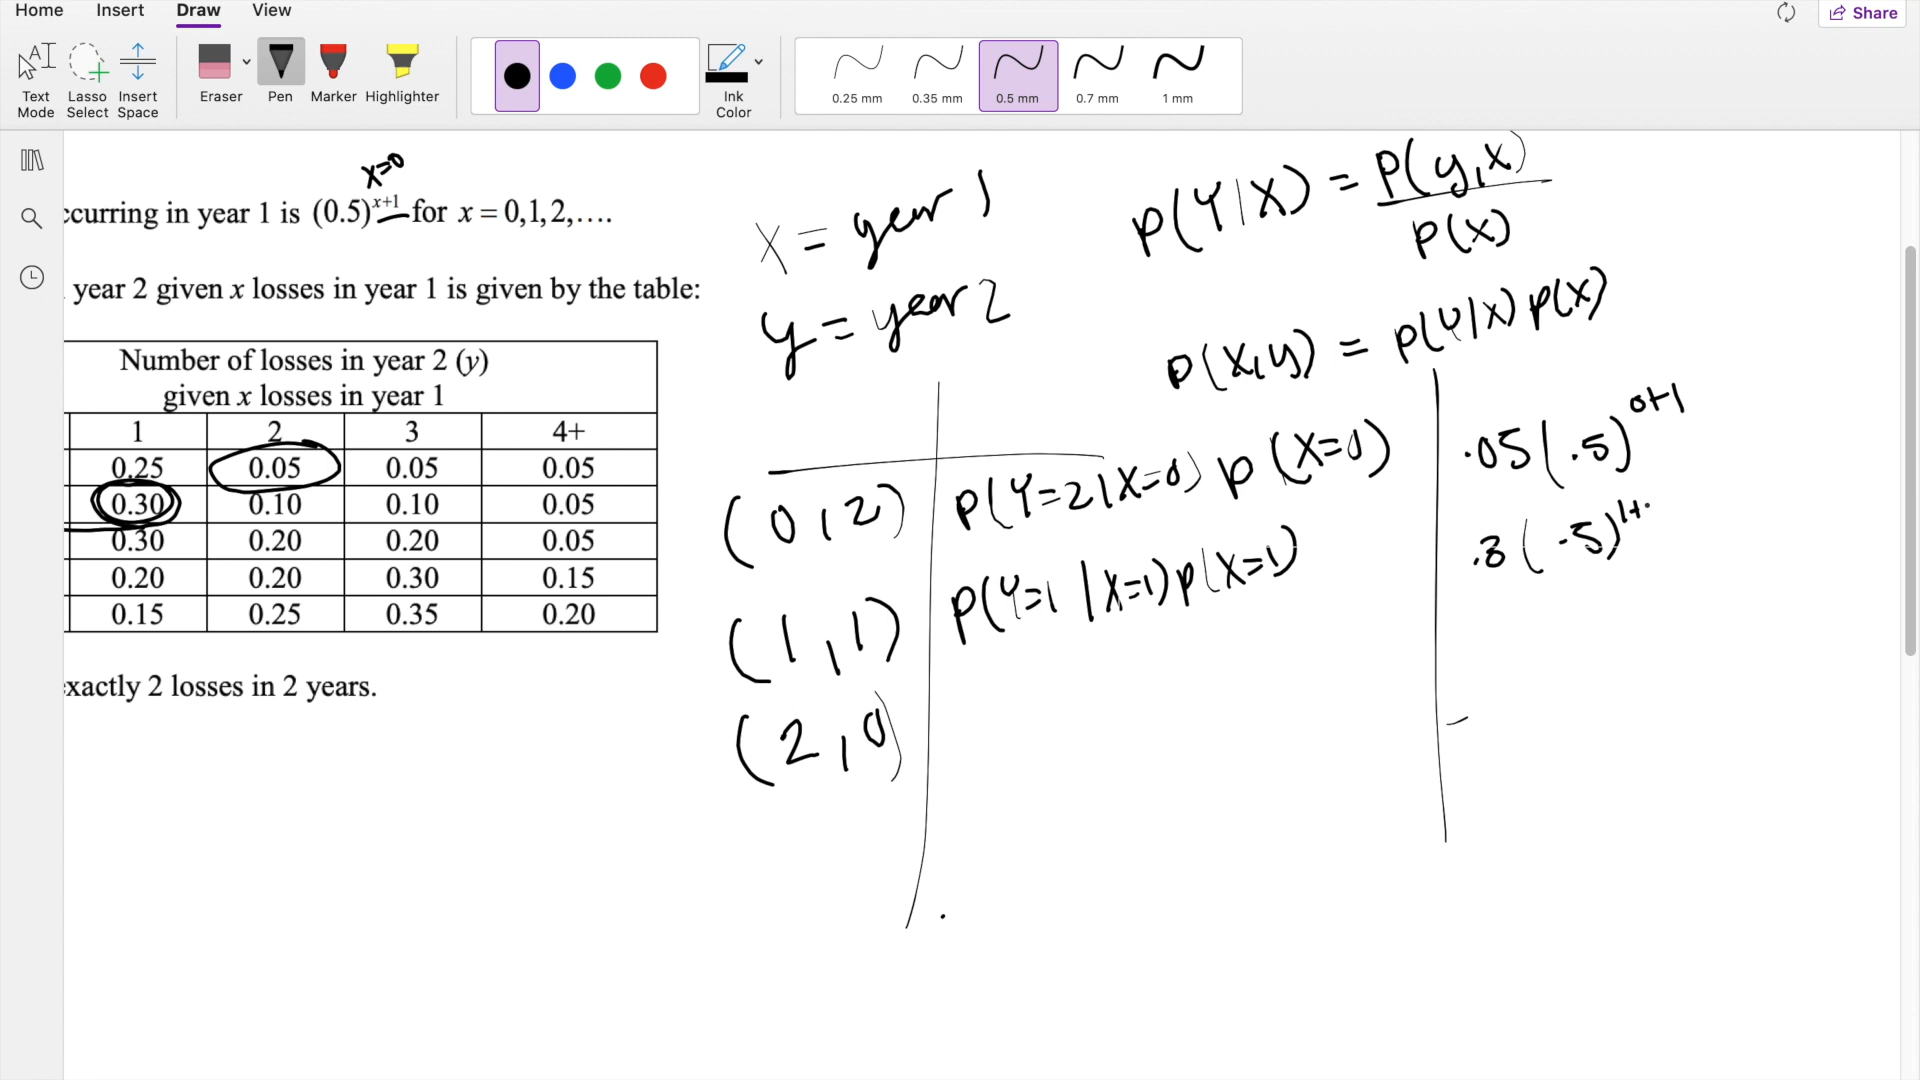 Home Insert Draw View
Share
Text Mode
Lasso Select
Insert Space
Eraser
Pen
Marker
Highlighter
Ink Color
0.25 mm
0.35 mm
0.5 mm
0.7 mm
1 mm
x=0
ccurring in year 1 is (0.5)^{x+1} for x = 0,1,2,….
year 2 given x losses in year 1 is given by the table:
Number of losses in year 2 (y)
given x losses in year 1
1 2 3 4+
0.25 0.05 0.05 0.05
0.30 0.10 0.10 0.05
0.30 0.20 0.20 0.05
0.20 0.20 0.30 0.15
0.15 0.25 0.35 0.20
exactly 2 losses in 2 years.
X = year 1
y = year 2
P(Y|X) = P(y,x)
P(X)
P(X,y) = P(Y|X) P(X)
(0,2) P(Y=2|X=0) P(X=0) .05(.5)^{0+1}
(1,1) P(Y=1|X=1) P(X=1) .3(.5)^{1+
(2,0)